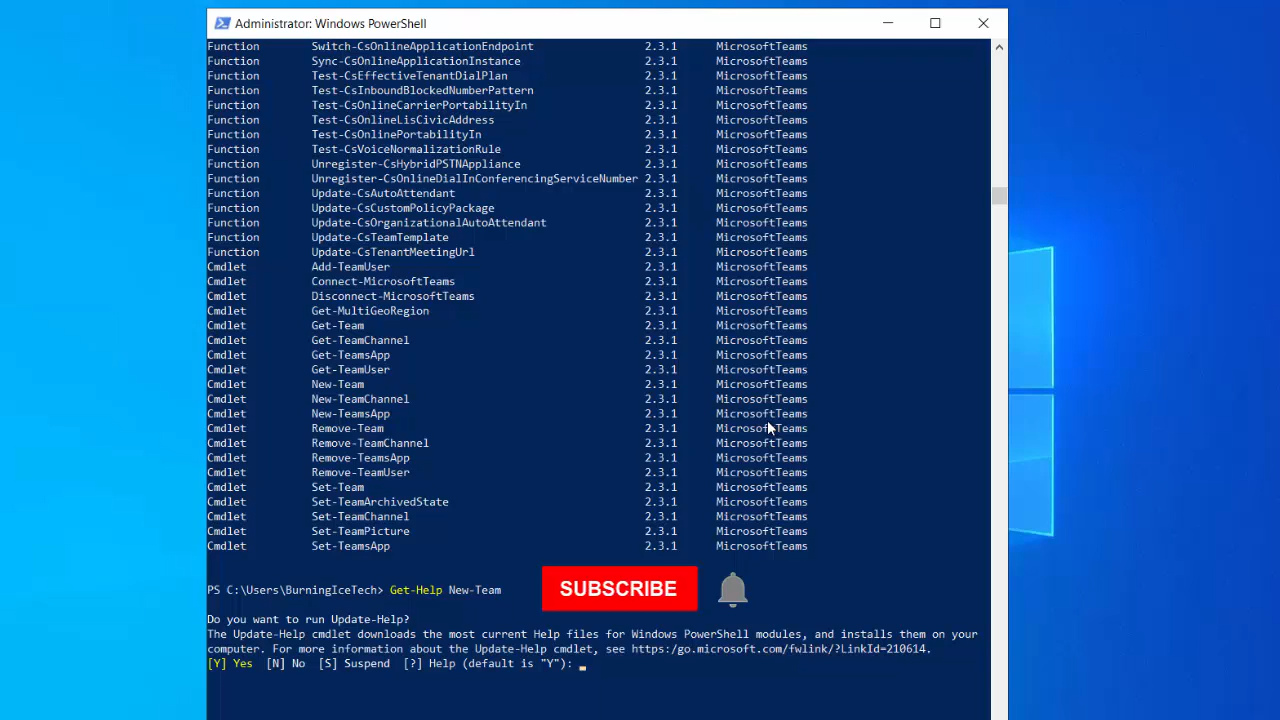 Administrator: Windows PowerShell
Function Switch-CsOnlineApplicationEndpoint 2.3.1 MicrosoftTeams
Function Sync-CsOnlineApplicationInstance 2.3.1 MicrosoftTeams
Function Test-CsEffectiveTenantDialPlan 2.3.1 MicrosoftTeams
Function Test-CsInboundBlockedNumberPattern 2.3.1 MicrosoftTeams
Function Test-CsOnlineCarrierPortabilityIn 2.3.1 MicrosoftTeams
Function Test-CsOnlineLisCivicAddress 2.3.1 MicrosoftTeams
Function Test-CsOnlinePortabilityIn 2.3.1 MicrosoftTeams
Function Test-CsVoiceNormalizationRule 2.3.1 MicrosoftTeams
Function Unregister-CsHybridPSTNAppliance 2.3.1 MicrosoftTeams
Function Unregister-CsOnlineDialInConferencingServiceNumber 2.3.1 MicrosoftTeams
Function Update-CsAutoAttendant 2.3.1 MicrosoftTeams
Function Update-CsCustomPolicyPackage 2.3.1 MicrosoftTeams
Function Update-CsOrganizationalAutoAttendant 2.3.1 MicrosoftTeams
Function Update-CsTeamTemplate 2.3.1 MicrosoftTeams
Function Update-CsTenantMeetingUrl 2.3.1 MicrosoftTeams
Cmdlet Add-TeamUser 2.3.1 MicrosoftTeams
Cmdlet Connect-MicrosoftTeams 2.3.1 MicrosoftTeams
Cmdlet Disconnect-MicrosoftTeams 2.3.1 MicrosoftTeams
Cmdlet Get-MultiGeoRegion 2.3.1 MicrosoftTeams
Cmdlet Get-Team 2.3.1 MicrosoftTeams
Cmdlet Get-TeamChannel 2.3.1 MicrosoftTeams
Cmdlet Get-TeamsApp 2.3.1 MicrosoftTeams
Cmdlet Get-TeamUser 2.3.1 MicrosoftTeams
Cmdlet New-Team 2.3.1 MicrosoftTeams
Cmdlet New-TeamChannel 2.3.1 MicrosoftTeams
Cmdlet New-TeamsApp 2.3.1 MicrosoftTeams
Cmdlet Remove-Team 2.3.1 MicrosoftTeams
Cmdlet Remove-TeamChannel 2.3.1 MicrosoftTeams
Cmdlet Remove-TeamsApp 2.3.1 MicrosoftTeams
Cmdlet Remove-TeamUser 2.3.1 MicrosoftTeams
Cmdlet Set-Team 2.3.1 MicrosoftTeams
Cmdlet Set-TeamArchivedState 2.3.1 MicrosoftTeams
Cmdlet Set-TeamChannel 2.3.1 MicrosoftTeams
Cmdlet Set-TeamPicture 2.3.1 MicrosoftTeams
Cmdlet Set-TeamsApp 2.3.1 MicrosoftTeams
PS C:\Users\BurningIceTech> Get-Help New-Team
SUBSCRIBE
Do you want to run Update-Help?
The Update-Help cmdlet downloads the most current Help files for Windows PowerShell modules, and installs them on your
computer. For more information about the Update-Help cmdlet, see https:/go.microsoft.com/fwlink/?LinkId=210614.
[Y] Yes [N] No [S] Suspend [?] Help (default is "Y"):